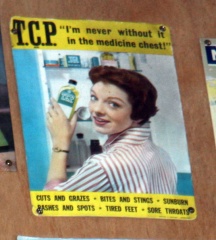 T.C.P. "I'm never without it
in the medicine chest!"
CUTS AND GRAZES • BITES AND STINGS • SUNBURN
RASHES AND SPOTS • TIRED FEET • SORE THROAT